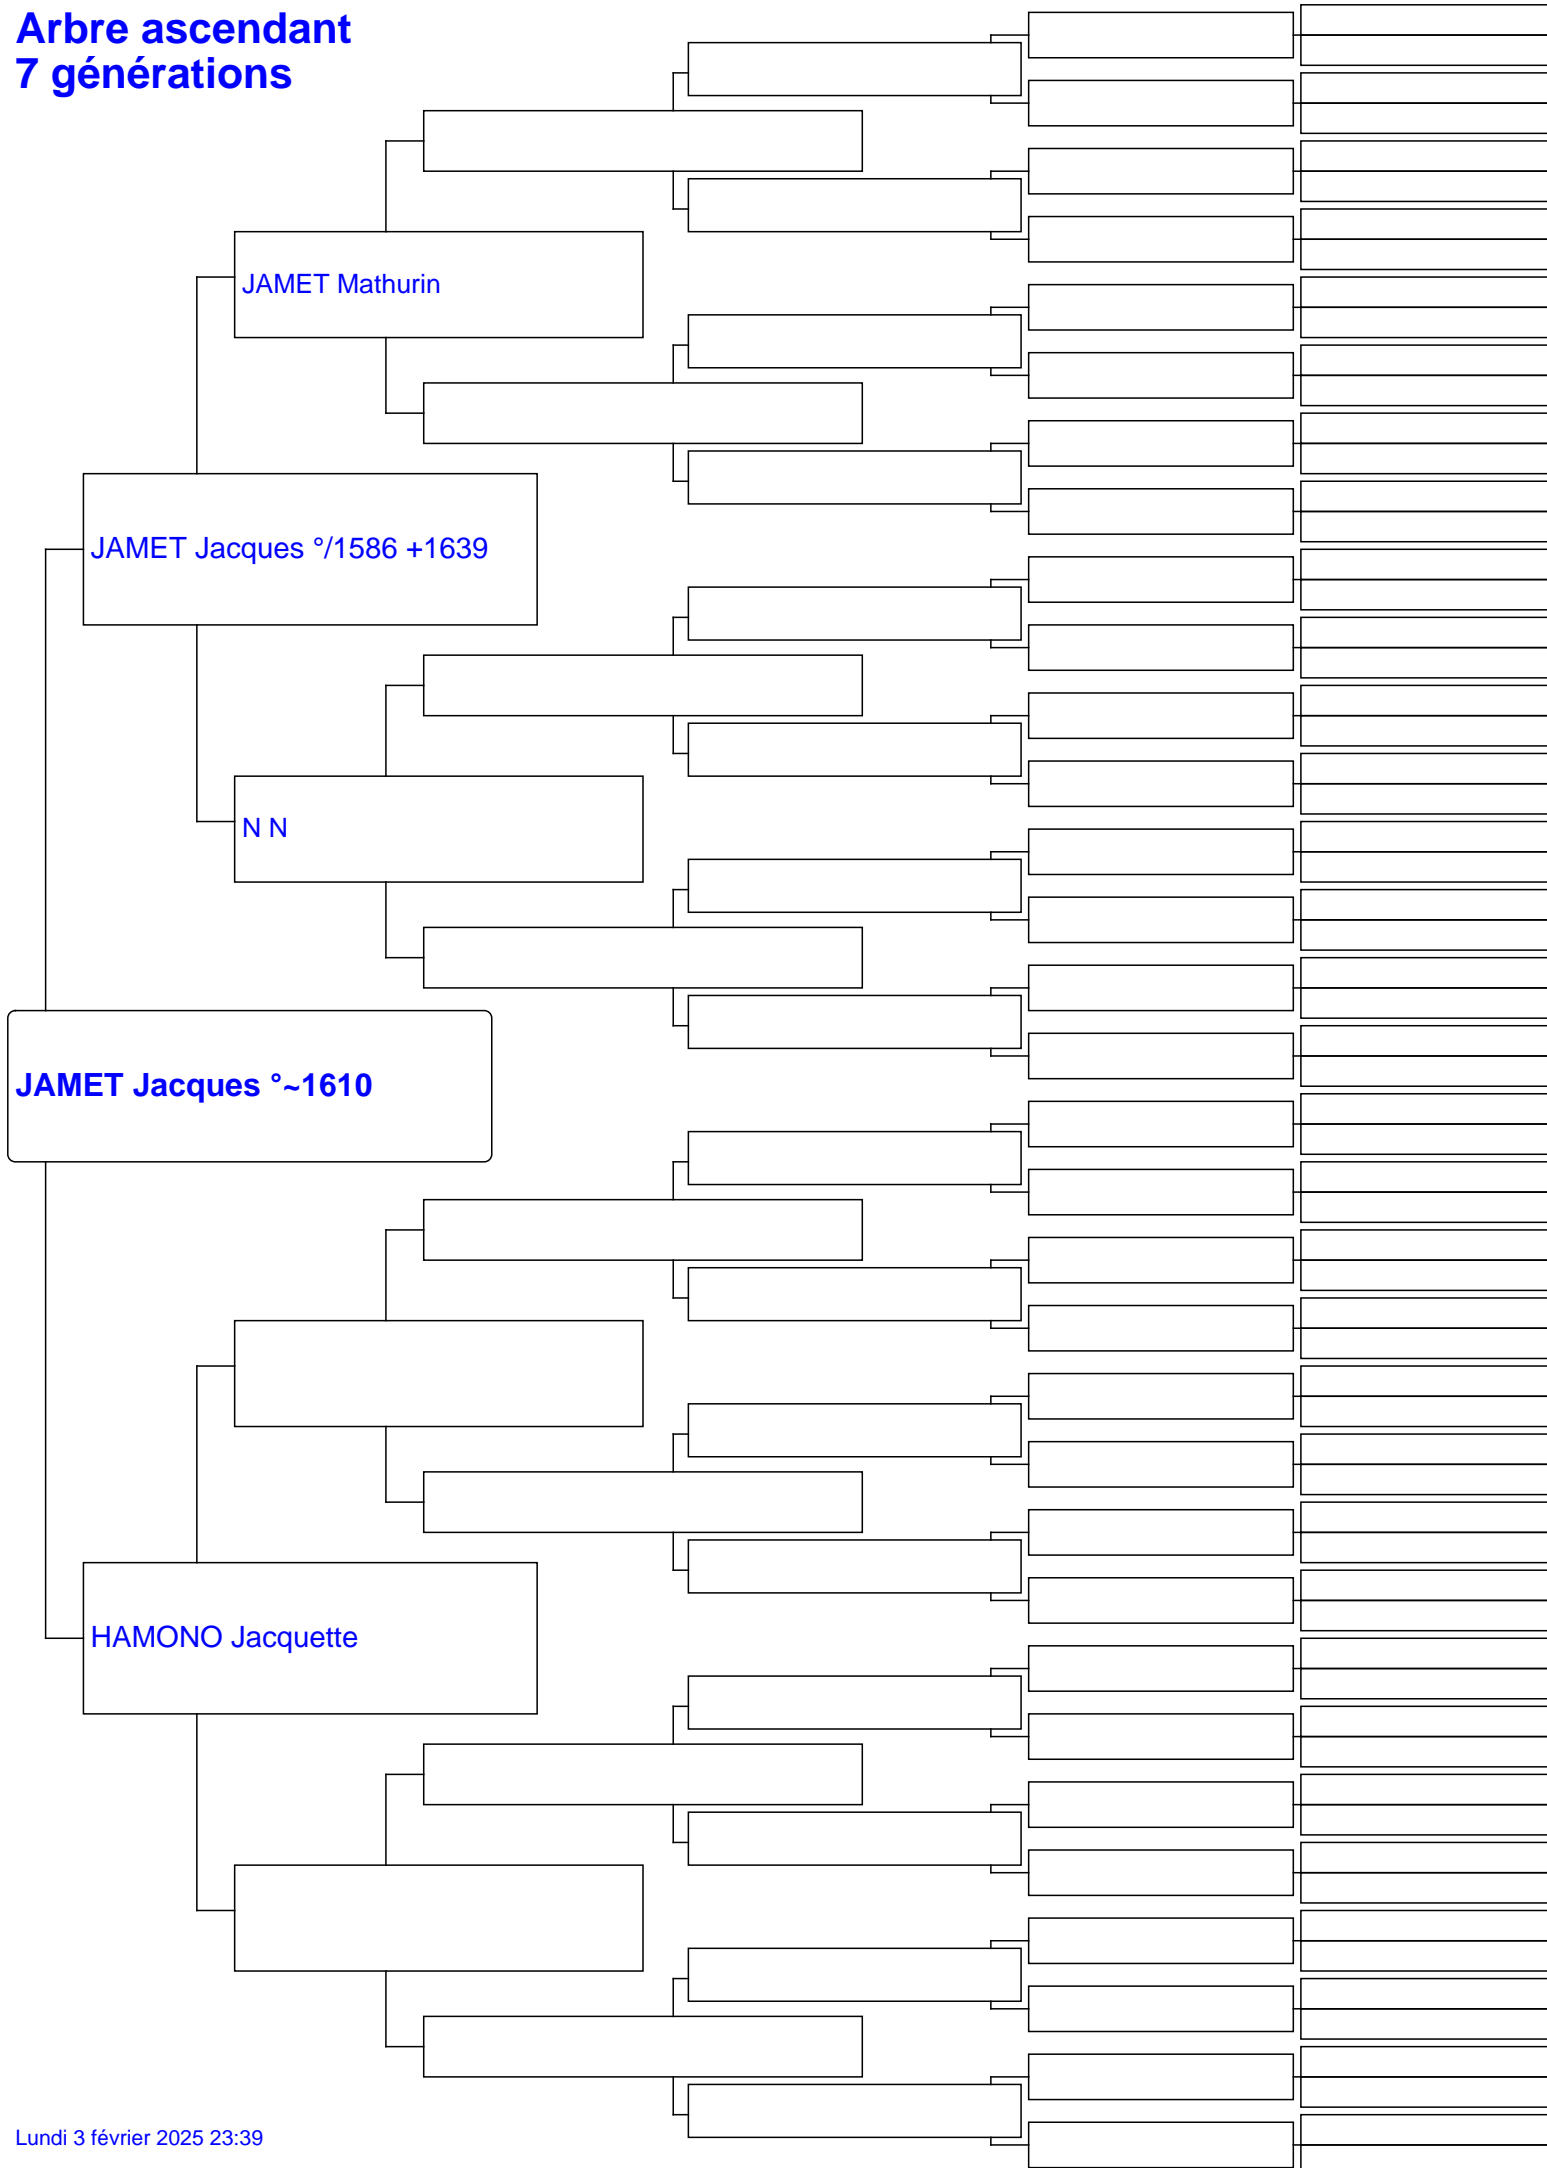 Arbre ascendant
7 générations
JAMET Mathurin
JAMET Jacques °/1586 +1639
N N
JAMET Jacques °~1610
HAMONO Jacquette
Lundi 3 février 2025 23:39